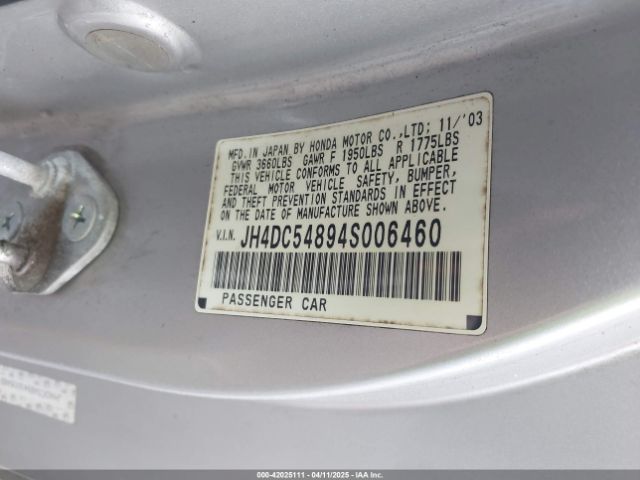 MFD.IN JAPAN BY HONDA MOTOR CO.,LTD; 11/'03
GVWR 3660LBS GAWR F 1950LBS R 1775LBS
THIS VEHICLE CONFORMS TO ALL APPLICABLE
FEDERAL MOTOR VEHICLE SAFETY, BUMPER,
AND THEFT PREVENTION STANDARDS IN EFFECT
ON THE DATE OF MANUFACTURE SHOWN ABOVE.
V.I.N. JH4DC54894S006460
PASSENGER CAR
000-42025111 - 04/11/2025 - IAAI.com